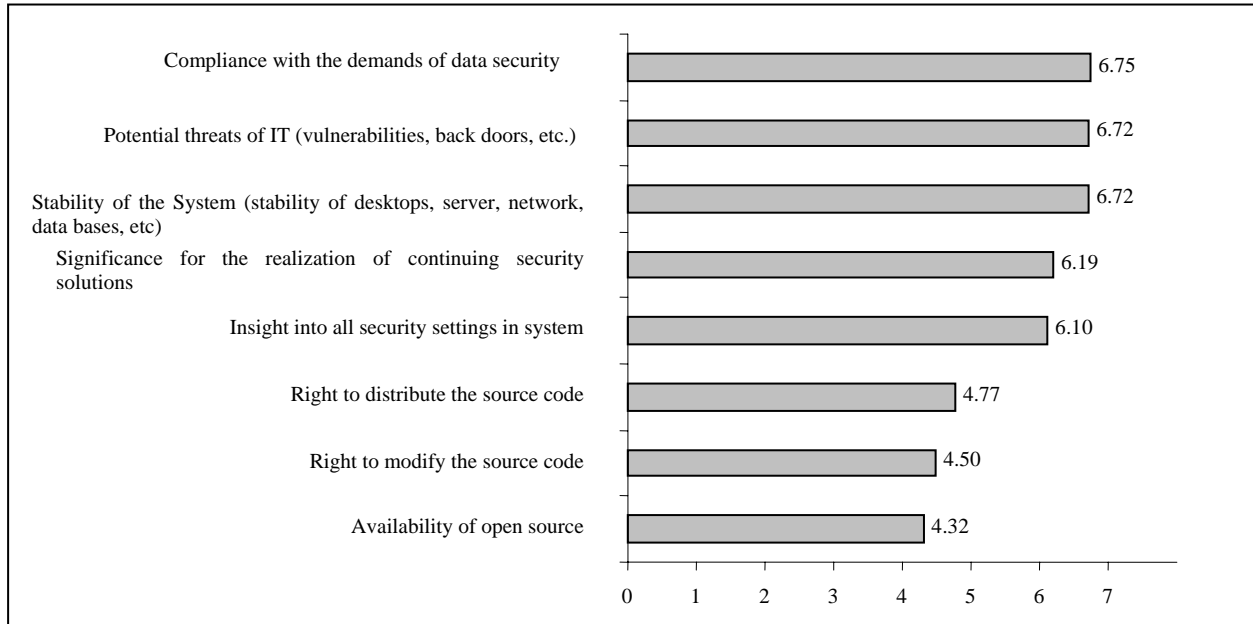 Compliance with the demands of data security
6.75
Potential threats of IT (vulnerabilities, back doors, etc.)
6.72
Stability of the System (stability of desktops, server, network,
data bases, etc)
6.72
Significance for the realization of continuing security
solutions
6.19
Insight into all security settings in system
6.10
Right to distribute the source code
4.77
Right to modify the source code
4.50
Availability of open source
4.32
0 1 2 3 4 5 6 7